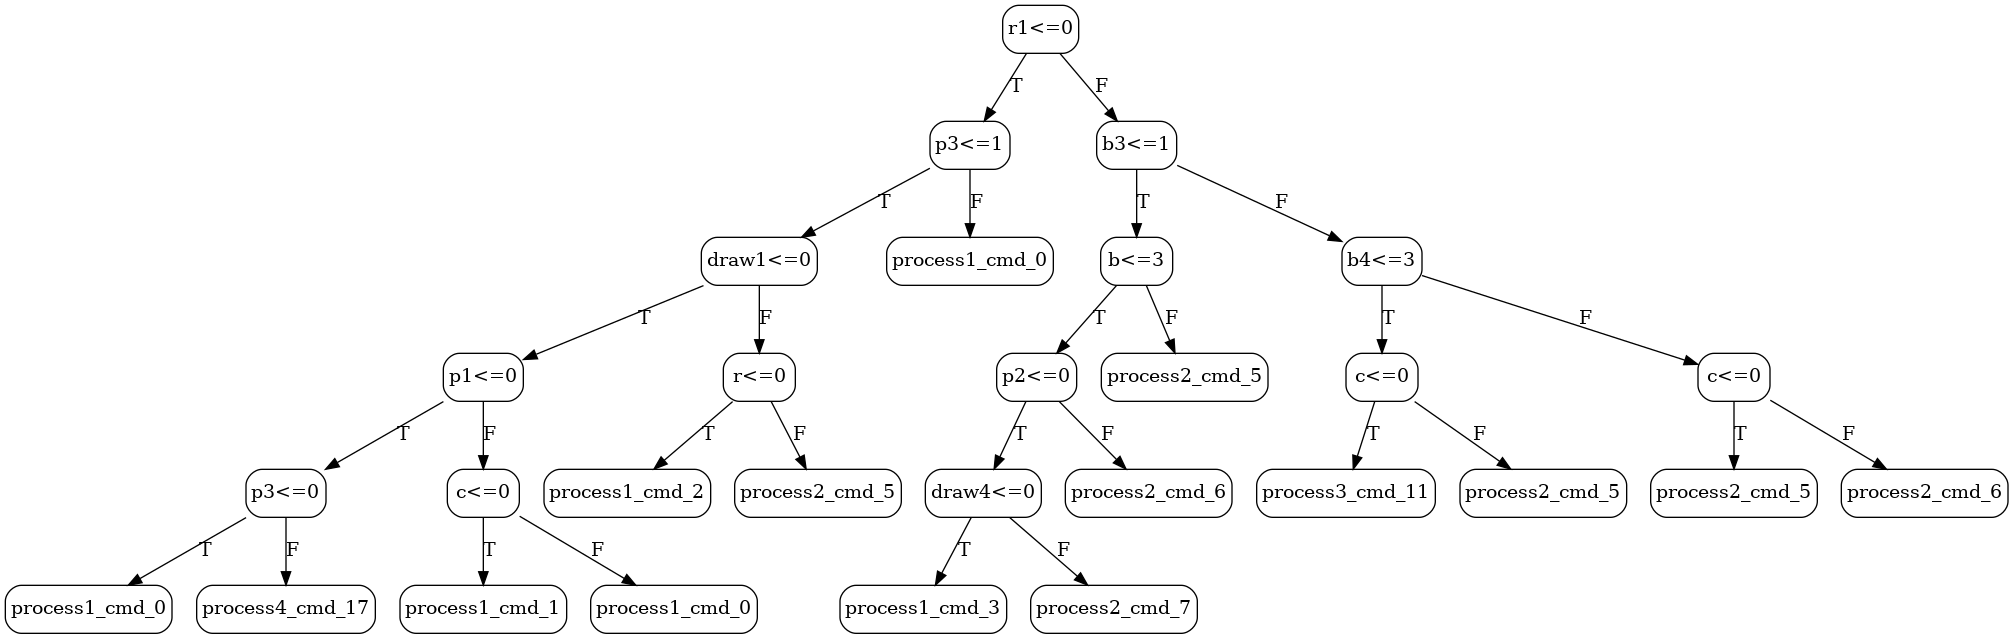 r1<=0
T
F
p3<=1
b3<=1
T
F
T
F
draw1<=0
process1_cmd_0
b<=3
b4<=3
T
F
T
F
T
F
p1<=0
r<=0
p2<=0
process2_cmd_5
c<=0
c<=0
T
F
T
F
T
F
T
F
T
F
p3<=0
c<=0
process1_cmd_2
process2_cmd_5
draw4<=0
process2_cmd_6
process3_cmd_11
process2_cmd_5
process2_cmd_5
process2_cmd_6
T
F
T
F
T
F
process1_cmd_0
process4_cmd_17
process1_cmd_1
process1_cmd_0
process1_cmd_3
process2_cmd_7